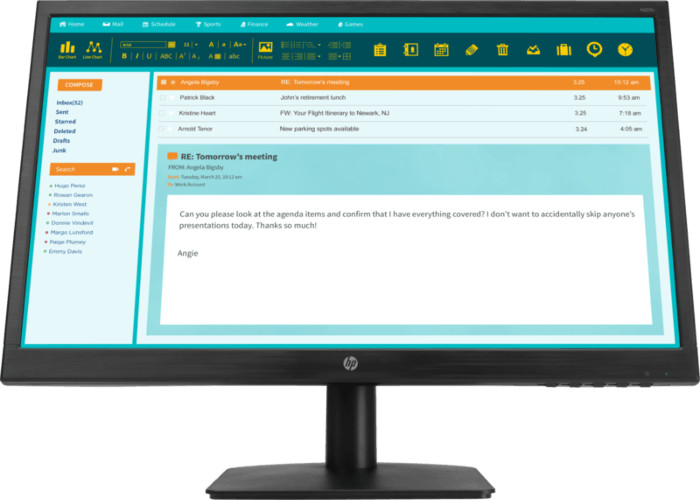 Home Mail Schedule Sports Finance Weather Games
Bar Chart Line Chart
Picture
B I U ABC
abc
COMPOSE
Inbox(52)
Sent
Starred
Deleted
Drafts
Junk
Search
Hugo Perez
Rowan Gearon
Kristen West
Marlon Smafo
Donnie Vindevil
Margo Lunsford
Paige Plumey
Emmy Davis
Angela Bigsby RE: Tomorrow's meeting 3.25 10:12 am
Patrick Black John's retirement lunch 3.25 9:53 am
Kristine Heart FW: Your Flight Itinerary to Newark, NJ 3.25 7:18 am
Arnold Tenor New parking spots available 3.24 4:05 am
RE: Tomorrow's meeting
FROM: Angela Bigsby
Tuesday, March 25, 10:12 am
To: Work Account
Can you please look at the agenda items and confirm that I have everything covered? I don't want to accidentally skip anyone's
presentations today. Thanks so much!
Angie
hp